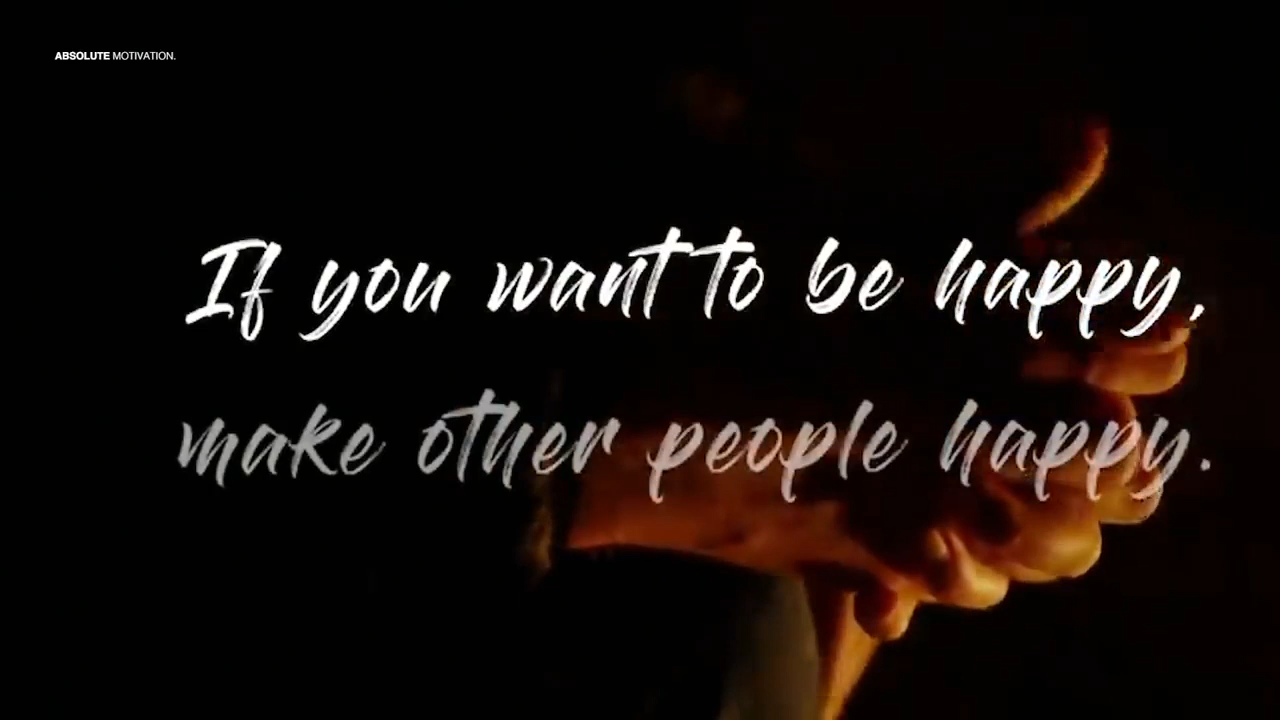 ABSOLUTE MOTIVATION.
If you want to be happy,
make other people happy.